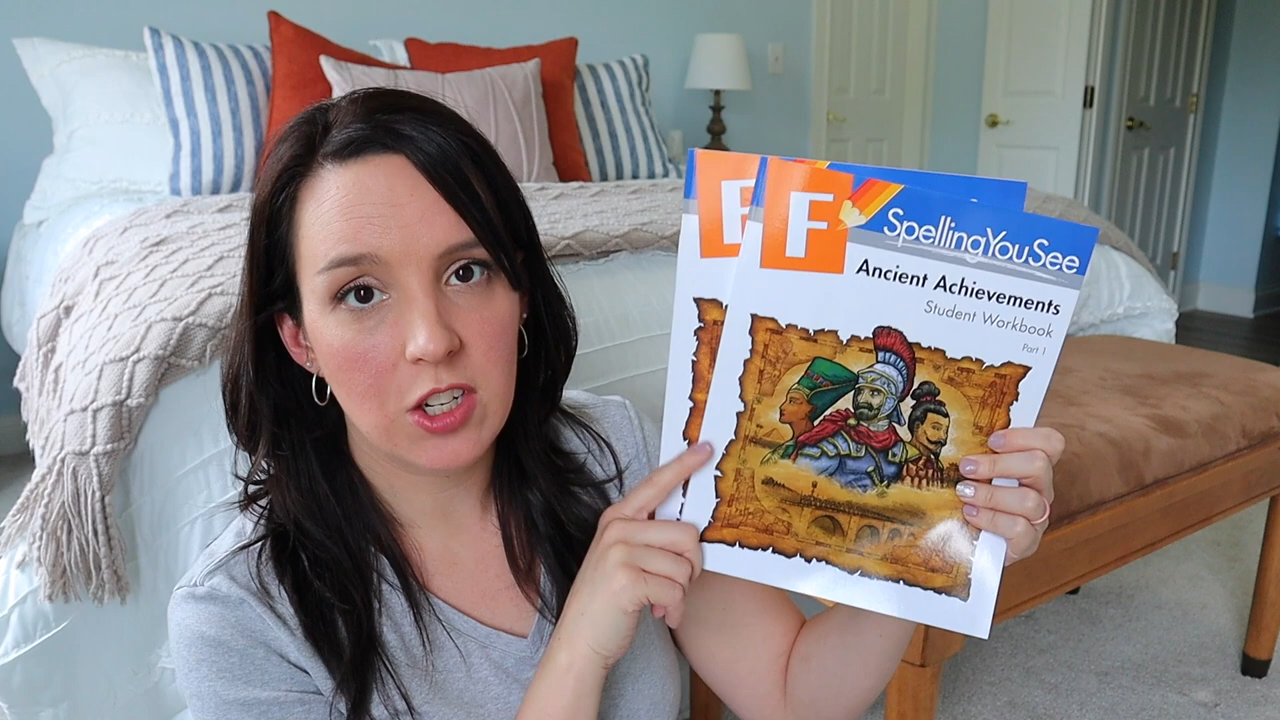 F
F
SpellingYouSee
Ancient Achievements
Student Workbook
Part 1